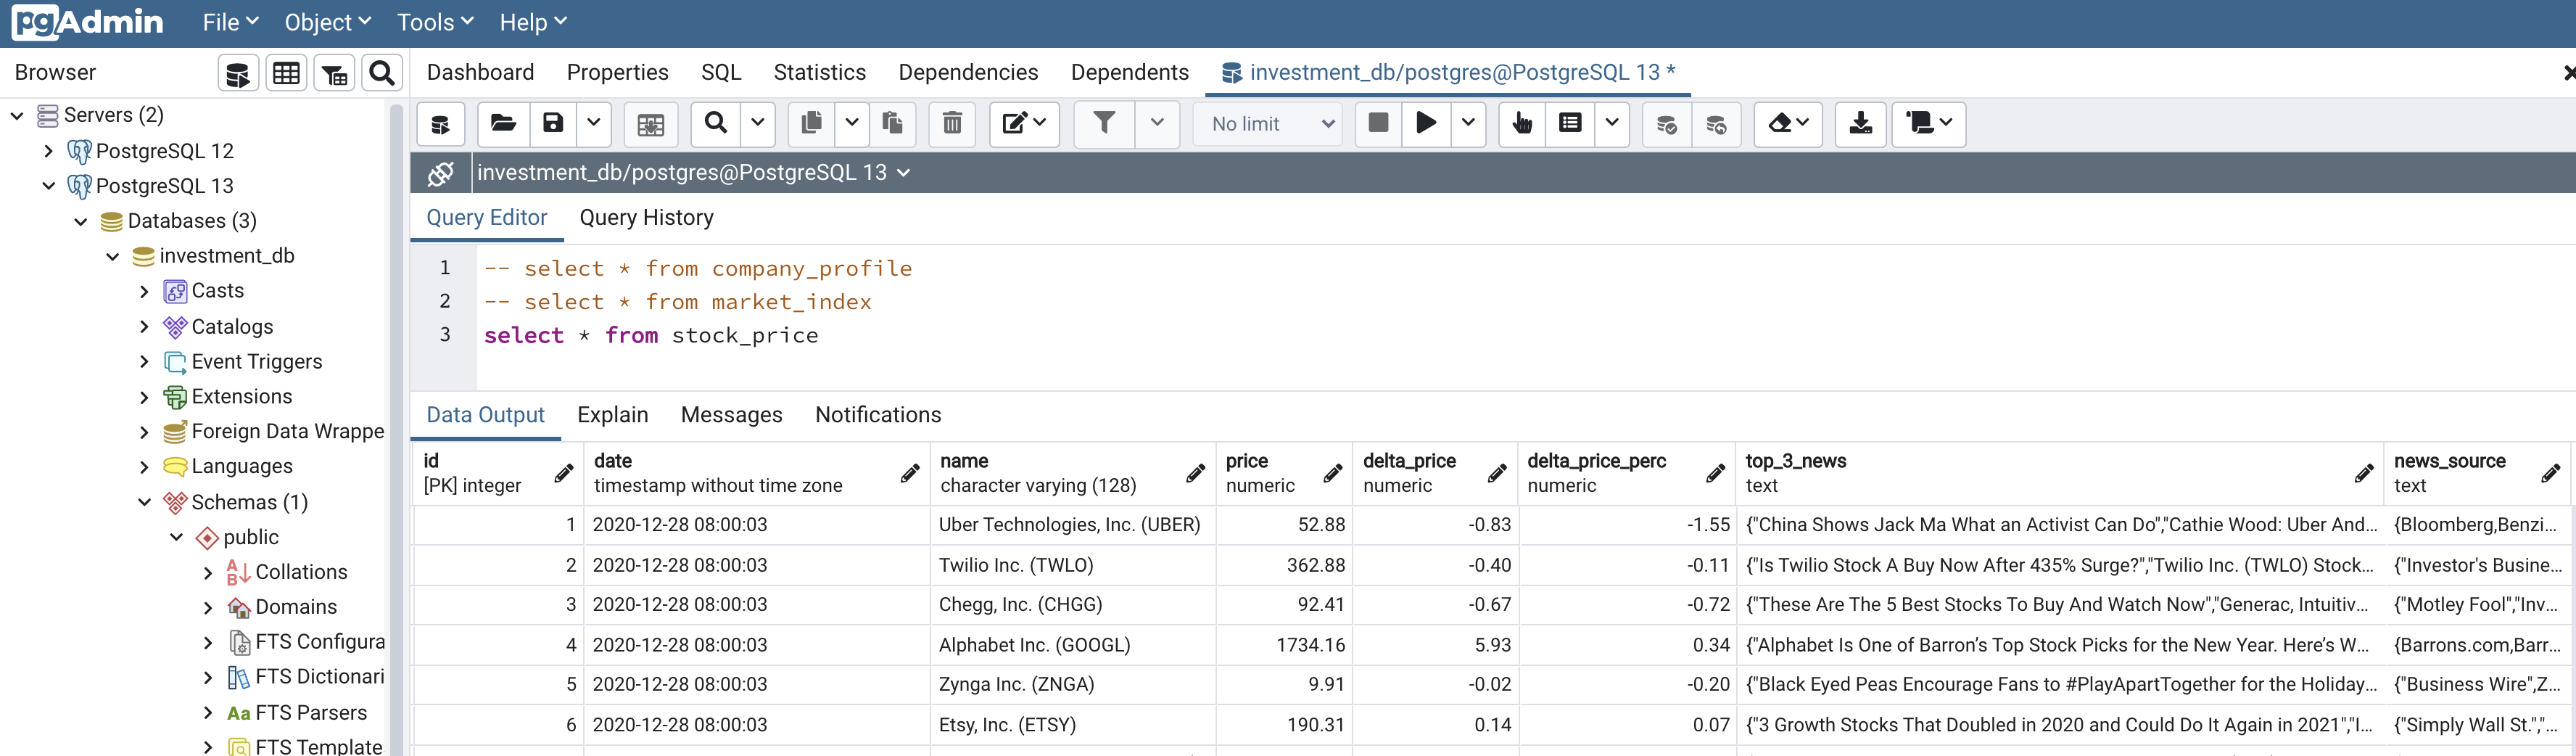 pgAdmin File Object Tools Help
Browser
Dashboard Properties SQL Statistics Dependencies Dependents investment_db/postgres@PostgreSQL 13 *
Servers (2)
PostgreSQL 12
PostgreSQL 13
Databases (3)
investment_db
Casts
Catalogs
Event Triggers
Extensions
Foreign Data Wrappe
Languages
Schemas (1)
public
Collations
Domains
FTS Configura
FTS Dictionari
Aa FTS Parsers
FTS Template
No limit
investment_db/postgres@PostgreSQL 13
Query Editor Query History
1 -- select * from company_profile
2 -- select * from market_index
3 select * from stock_price
Data Output Explain Messages Notifications
id date name price delta_price delta_price_perc top_3_news news_source
[PK] integer timestamp without time zone character varying (128) numeric numeric numeric text text
1 2020-12-28 08:00:03 Uber Technologies, Inc. (UBER) 52.88 -0.83 -1.55 {"China Shows Jack Ma What an Activist Can Do","Cathie Wood: Uber And... {Bloomberg,Benzi...
2 2020-12-28 08:00:03 Twilio Inc. (TWLO) 362.88 -0.40 -0.11 {"Is Twilio Stock A Buy Now After 435% Surge?","Twilio Inc. (TWLO) Stock... {"Investor's Busine...
3 2020-12-28 08:00:03 Chegg, Inc. (CHGG) 92.41 -0.67 -0.72 {"These Are The 5 Best Stocks To Buy And Watch Now","Generac, Intuitiv... {"Motley Fool","Inv...
4 2020-12-28 08:00:03 Alphabet Inc. (GOOGL) 1734.16 5.93 0.34 {"Alphabet Is One of Barron’s Top Stock Picks for the New Year. Here’s W... {Barrons.com,Barr...
5 2020-12-28 08:00:03 Zynga Inc. (ZNGA) 9.91 -0.02 -0.20 {"Black Eyed Peas Encourage Fans to #PlayApartTogether for the Holiday... {"Business Wire",Z...
6 2020-12-28 08:00:03 Etsy, Inc. (ETSY) 190.31 0.14 0.07 {"3 Growth Stocks That Doubled in 2020 and Could Do It Again in 2021","I... {"Simply Wall St.","...